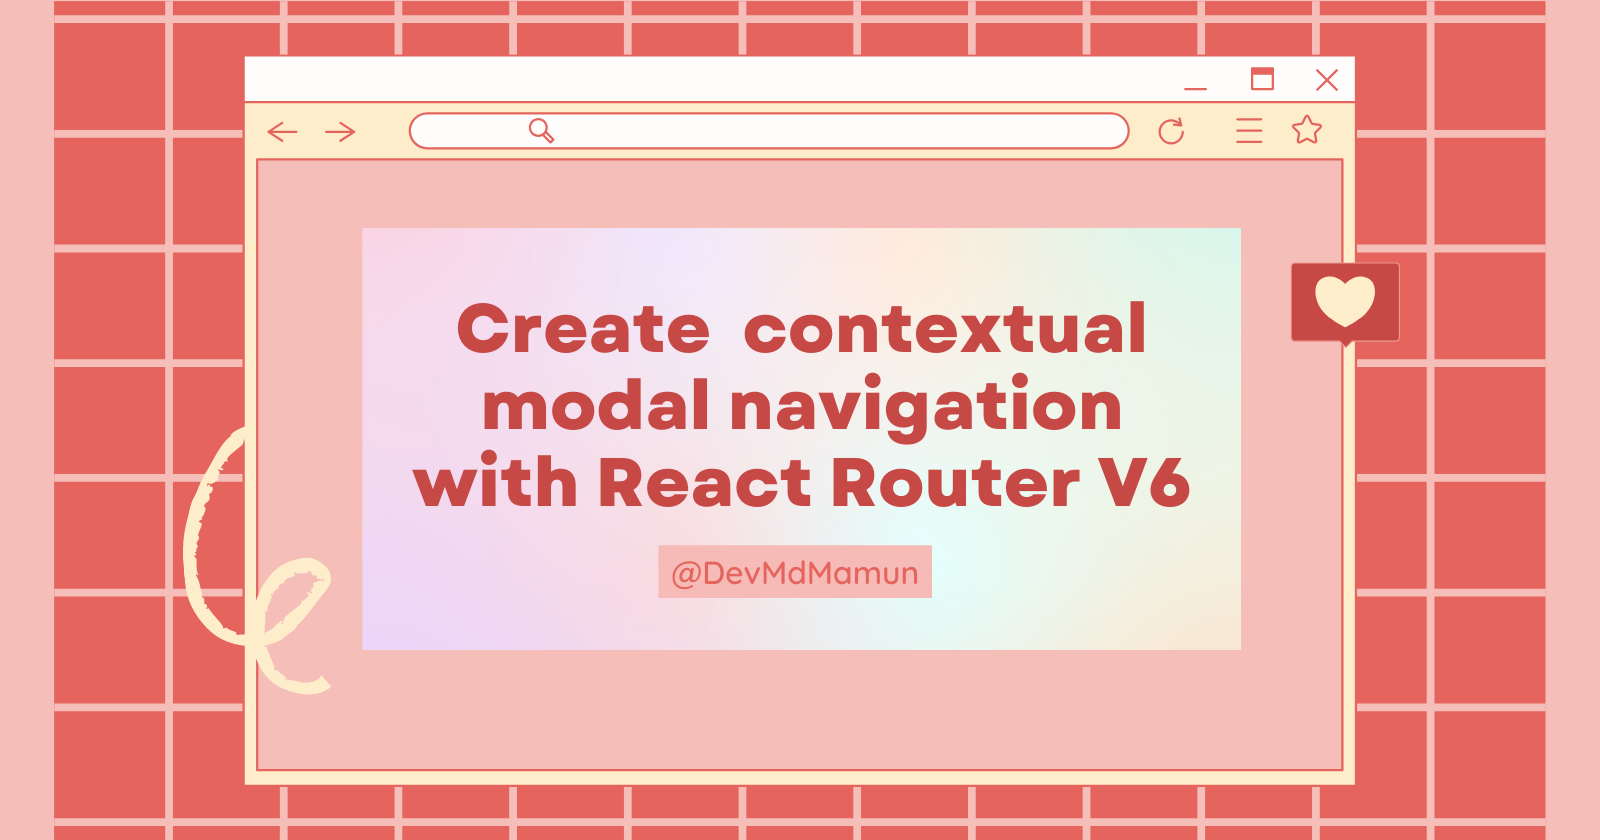 Create  contextual
modal navigation
with React Router V6
@DevMdMamun